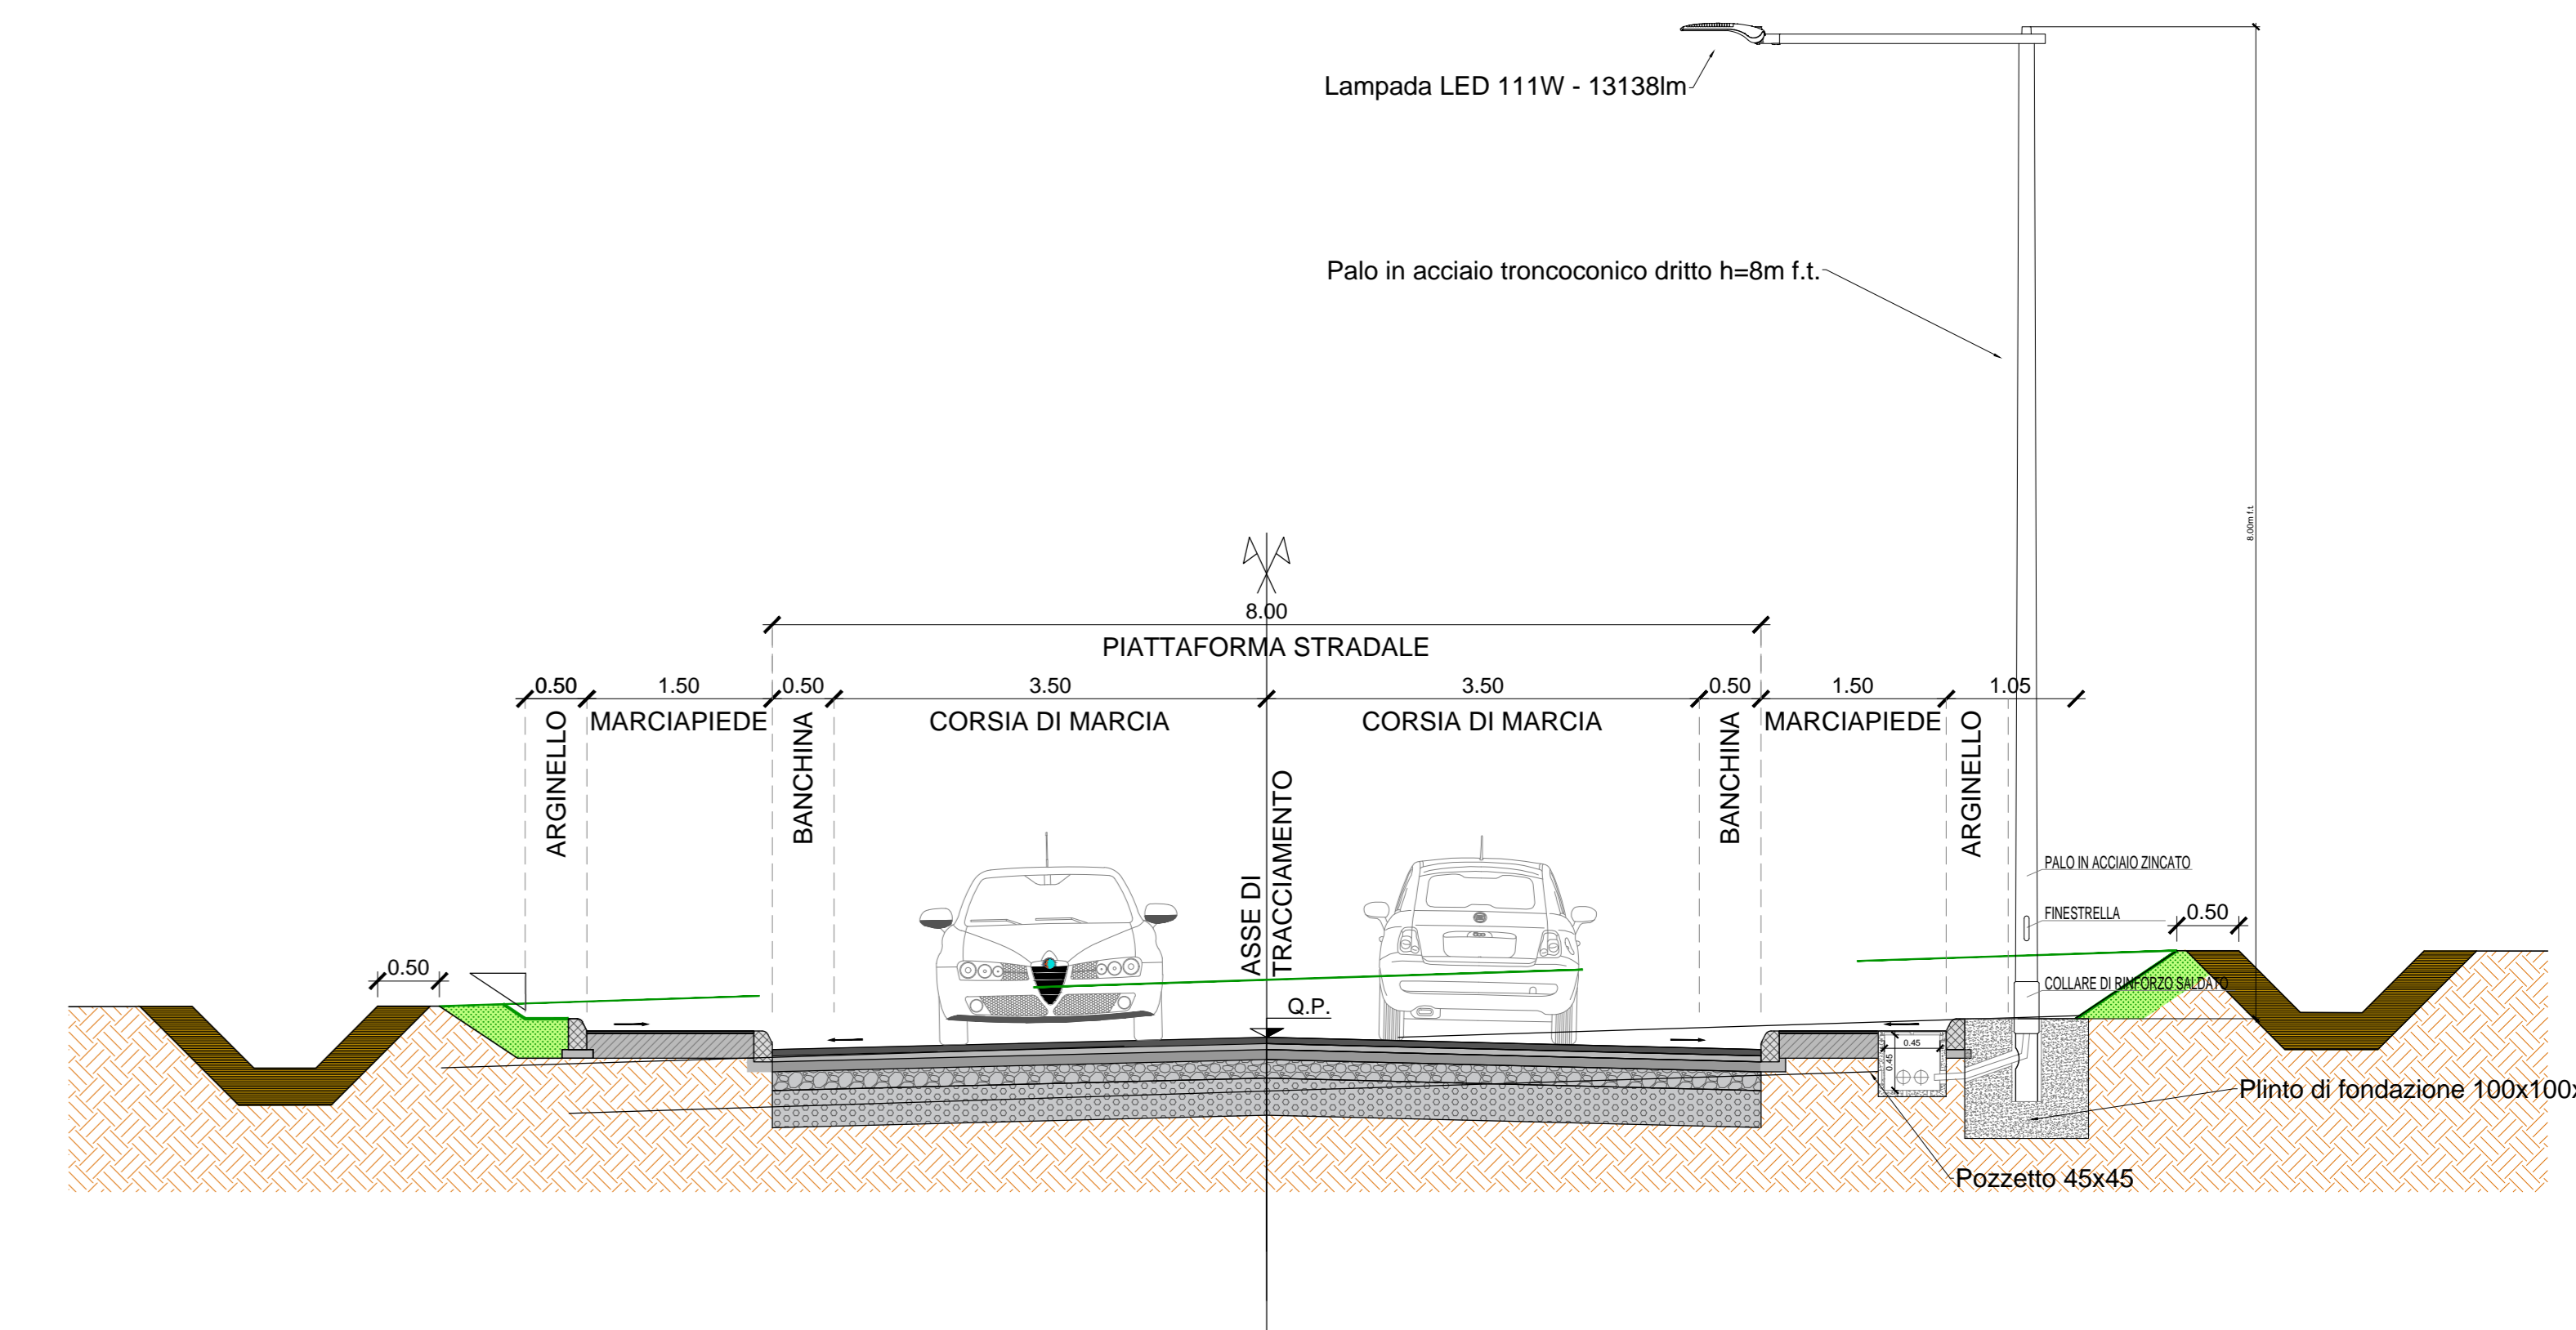 Lampada LED 111W - 13138lm
Palo in acciaio troncoconico dritto h=8m f.t.
8.00m f.t.
8.00
PIATTAFORMA STRADALE
0.50 1.50 0.50 3.50 3.50 0.50 1.50 1.05
MARCIAPIEDE CORSIA DI MARCIA CORSIA DI MARCIA MARCIAPIEDE
ARGINELLO
BANCHINA
ASSE DI
TRACCIAMENTO
BANCHINA
ARGINELLO
PALO IN ACCIAIO ZINCATO
FINESTRELLA
0.50
0.50
COLLARE DI RINFORZO SALDATO
Q.P.
0.45
0.45
Plinto di fondazione 100x100x
Pozzetto 45x45